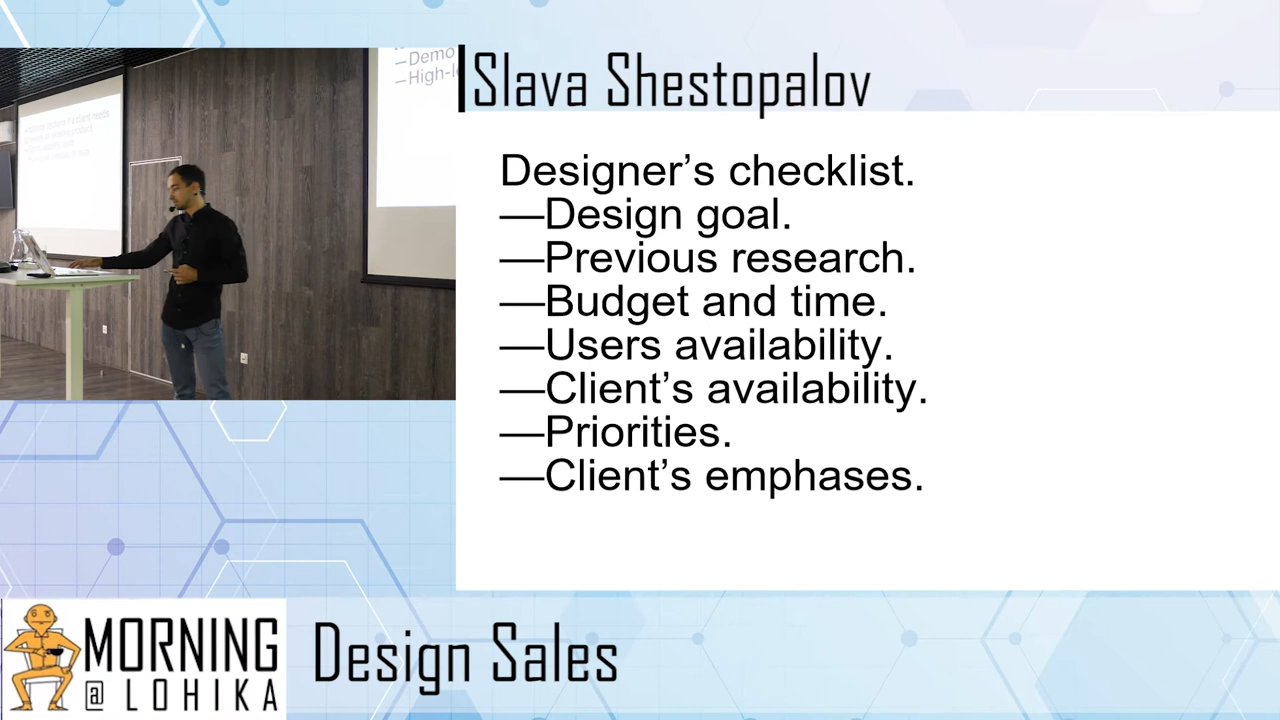 Slava Shestopalov
—Demo
Designer’s checklist.
—Design goal.
—Previous research.
—Budget and time.
—Users availability.
—Client’s availability.
—Priorities.
—Client’s emphases.
MORNING
@ LOHIKA
Design Sales